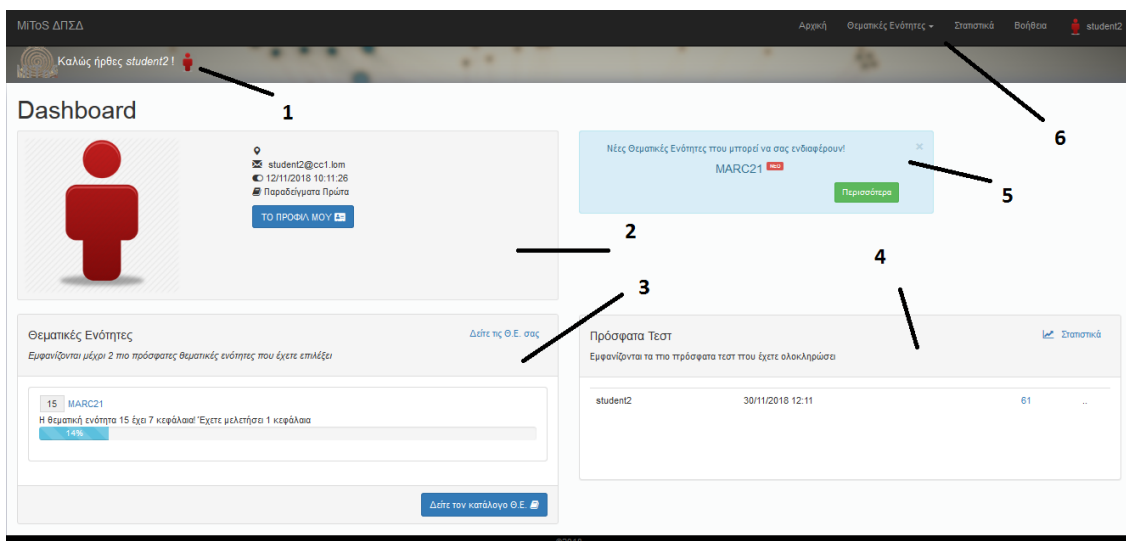 ΜiToS ΔΠΣΔ Αρχική Θεματικές Ενότητες Στατιστικά Βοήθεια student2
Καλώς ήρθες student2 !
1
6
Dashboard
student2@cc1.lom
12/11/2018 10:11:26
Παραδείγματα Πρώτα
ΤΟ ΠΡΟΦΙΛ ΜΟΥ
Νέες Θεματικές Ενότητες που μπορεί να σας ενδιαφέρουν! ×
MARC21 ΝΕΟ
Περισσότερα
5
2
4
3
Θεματικές Ενότητες Δείτε τις Θ.Ε. σας
Εμφανίζονται μέχρι 2 πιο πρόσφατες θεματικές ενότητες που έχετε επιλέξει
15 MARC21
Η θεματική ενότητα 15 έχει 7 κεφάλαια! Έχετε μελετήσει 1 κεφάλαια
14%
Δείτε τον κατάλογο Θ.Ε.
Πρόσφατα Τεστ Στατιστικά
Εμφανίζονται τα πιο πρόσφατα τεστ που έχετε ολοκληρώσει
student2 30/11/2018 12:11 61 ..